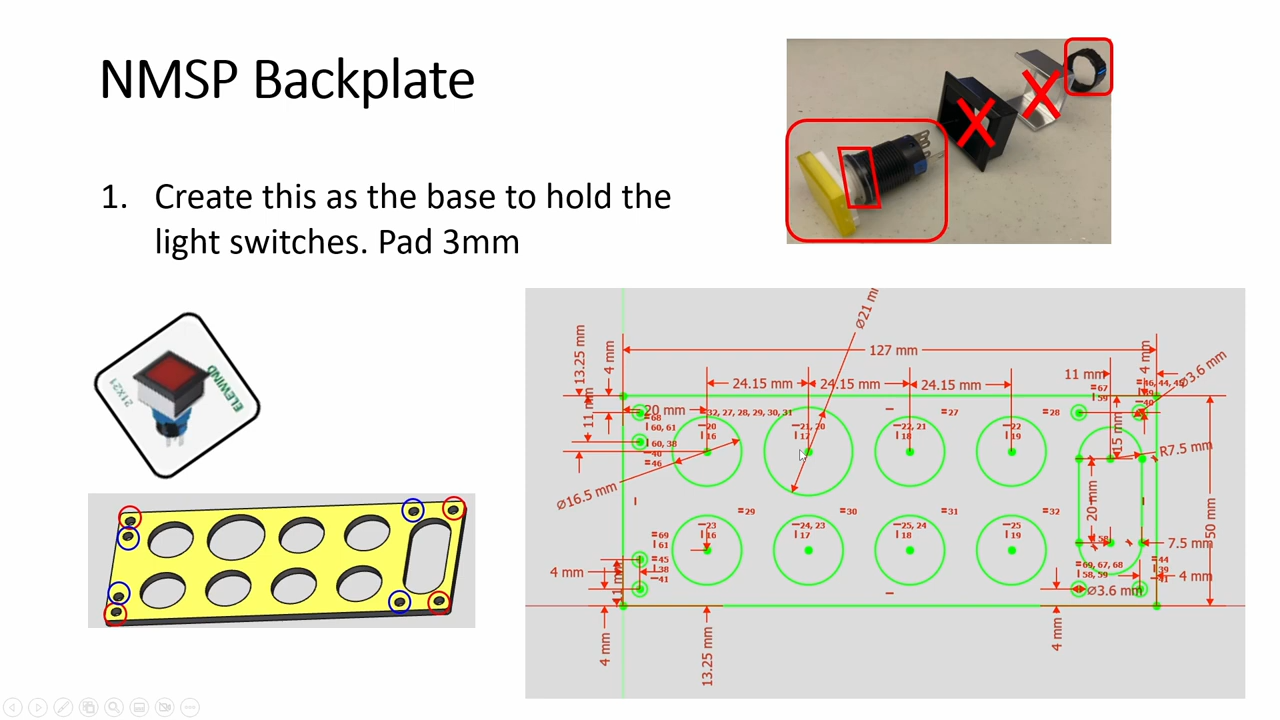 NMSP Backplate
1. Create this as the base to hold the
light switches. Pad 3mm
ELEWIND
21X21
Ø21 m
127 mm
13.25 mm
4 mm
24.15 mm
24.15 mm
24.15 mm
11 mm
4 mm
Ø3.6 mm
11 mm
20 mm
15 mm
R7.5 mm
Ø16.5 mm
20 mm
50 mm
7.5 mm
4 mm
4 mm
Ø3.6 mm
4 mm
13.25 mm
4 mm